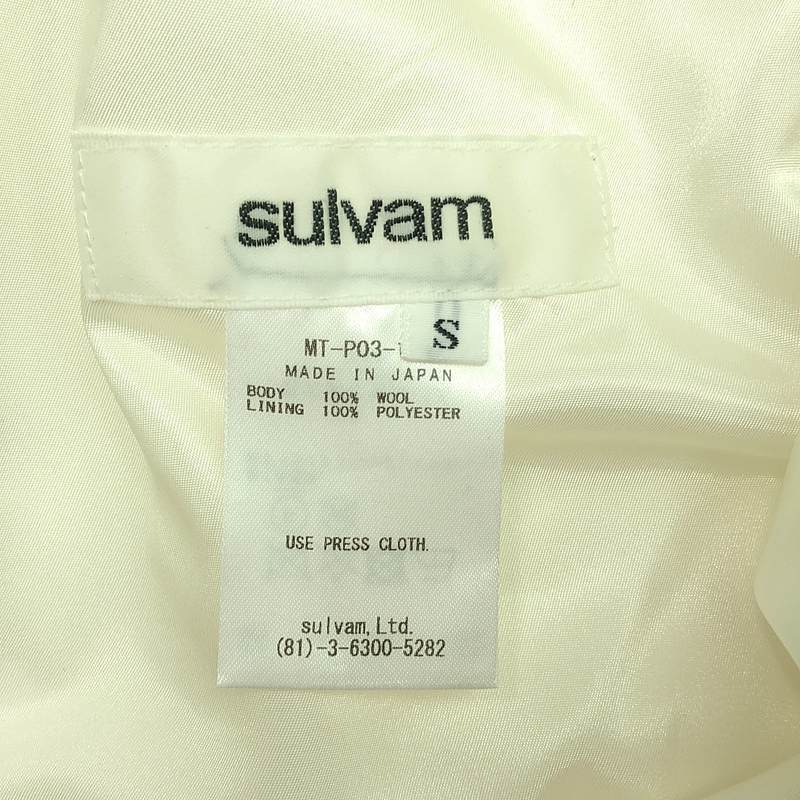 sulvam
S
MT-P03-
MADE IN JAPAN
BODY 100% WOOL
LINING 100% POLYESTER
USE PRESS CLOTH.
sulvam, Ltd.
(81)-3-6300-5282